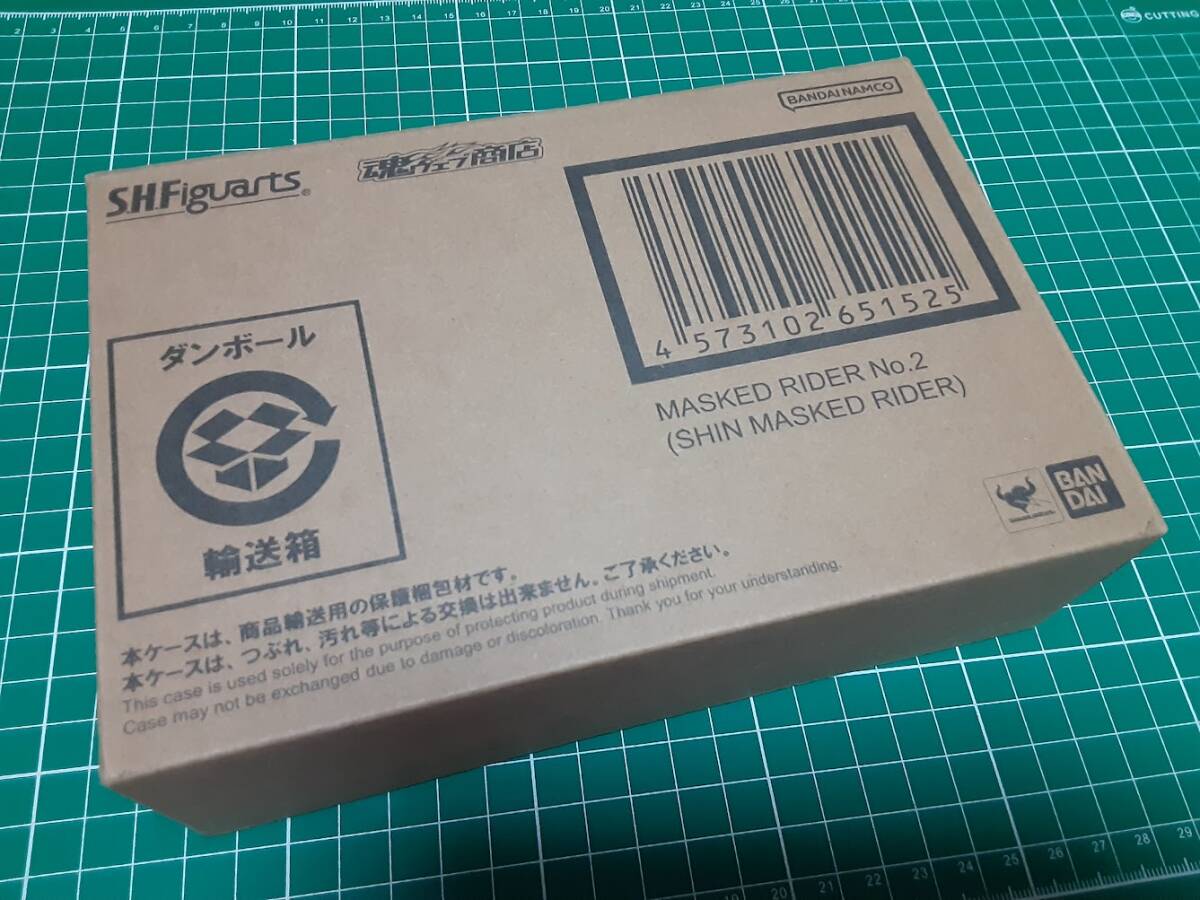 CUTTING
BANDAI NAMCO
S.H.Figuarts®
魂ウェブ商店
4 573102 651525
MASKED RIDER No.2
(SHIN MASKED RIDER)
ダンボール
輸送箱
BAN
DAI
本ケースは、商品輸送用の保護梱包材です。
本ケースは、つぶれ、汚れ等による交換は出来ません。ご了承ください。
This case is used solely for the purpose of protecting product during shipment.
Case may not be exchanged due to damage or discoloration. Thank you for your understanding.